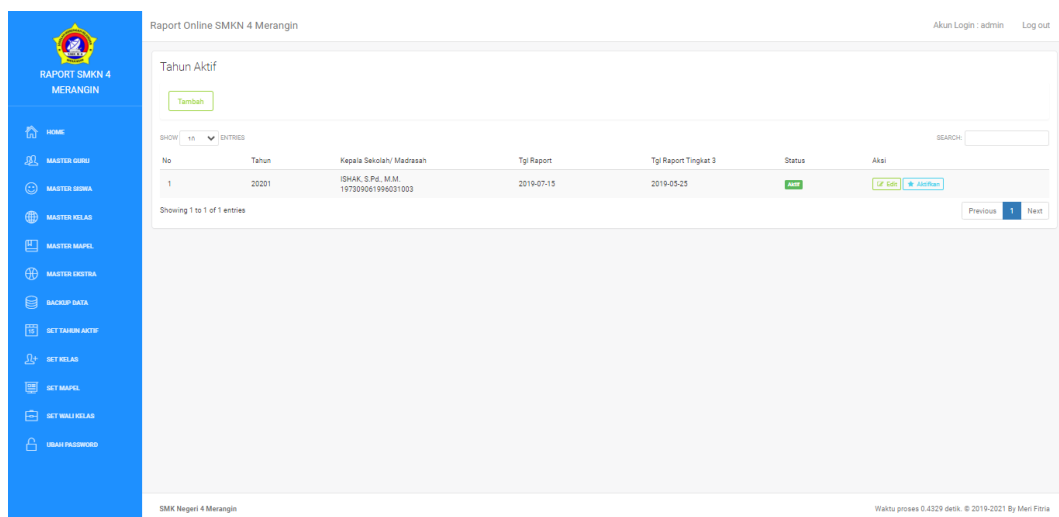 Raport Online SMKN 4 Merangin
Akun Login : admin
Log out
RAPORT SMKN 4
MERANGIN
HOME
MASTER GURU
MASTER SISWA
MASTER KELAS
MASTER MAPEL
MASTER EKSTRA
BACKUP DATA
SET TAHUN AKTIF
SET KELAS
SET MAPEL
SET WALI KELAS
UBAH PASSWORD
Tahun Aktif
Tambah
SHOW 10 ENTRIES
SEARCH:
No Tahun Kepala Sekolah/ Madrasah Tgl Raport Tgl Raport Tingkat 3 Status Aksi
1 20201 ISHAK, S.Pd., M.M. 2019-07-15 2019-05-25 Aktif Edit Aktifkan
197309061996031003
Showing 1 to 1 of 1 entries
Previous 1 Next
SMK Negeri 4 Merangin
Waktu proses 0.4329 detik. © 2019-2021 By Meri Fitria